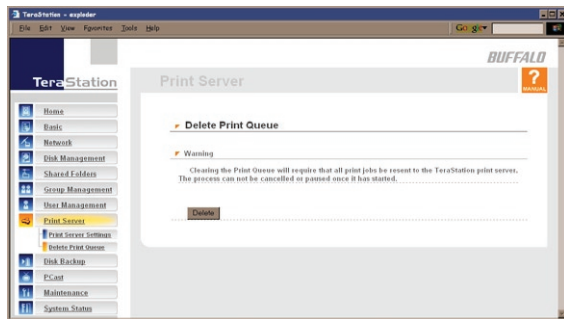 TeraStation - expleder
File Edit View Favorites Tools Help
BUFFALO
TeraStation
Print Server
?
MANUAL
Home
Basic
Network
Disk Management
Shared Folders
Group Management
User Management
Print Server
Print Server Settings
Delete Print Queue
Disk Backup
PCast
Maintenance
System Status
Delete Print Queue
Warning
Clearing the Print Queue will require that all print jobs be resent to the TeraStation print server.
The process can not be cancelled or paused once it has started.
Delete